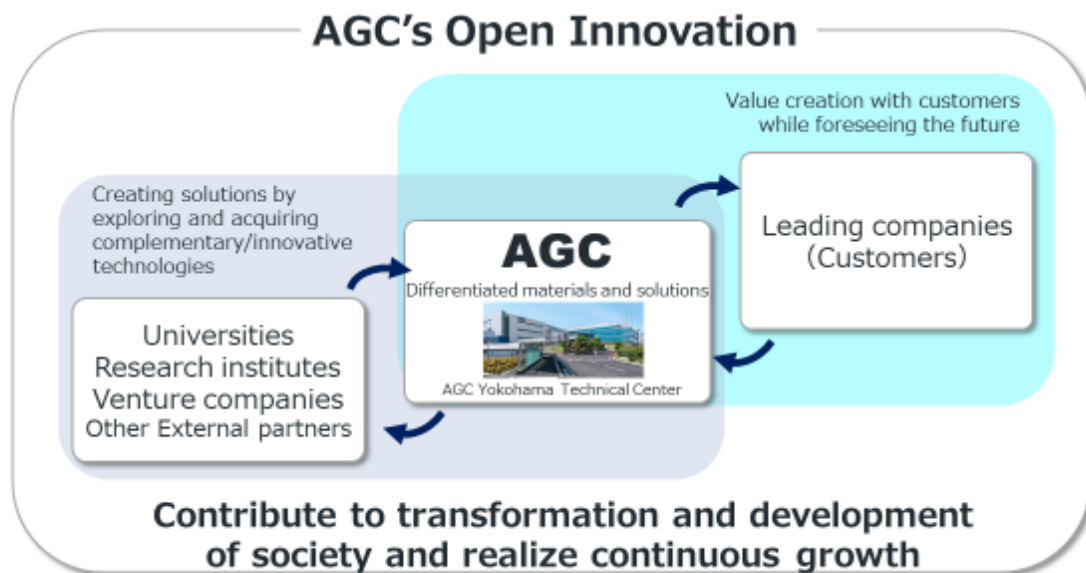 AGC’s Open Innovation
Value creation with customers
while foreseeing the future
Creating solutions by
exploring and acquiring
complementary/innovative
technologies
AGC
Differentiated materials and solutions
AGC Yokohama Technical Center
Leading companies
(Customers)
Universities
Research institutes
Venture companies
Other External partners
Contribute to transformation and development
of society and realize continuous growth